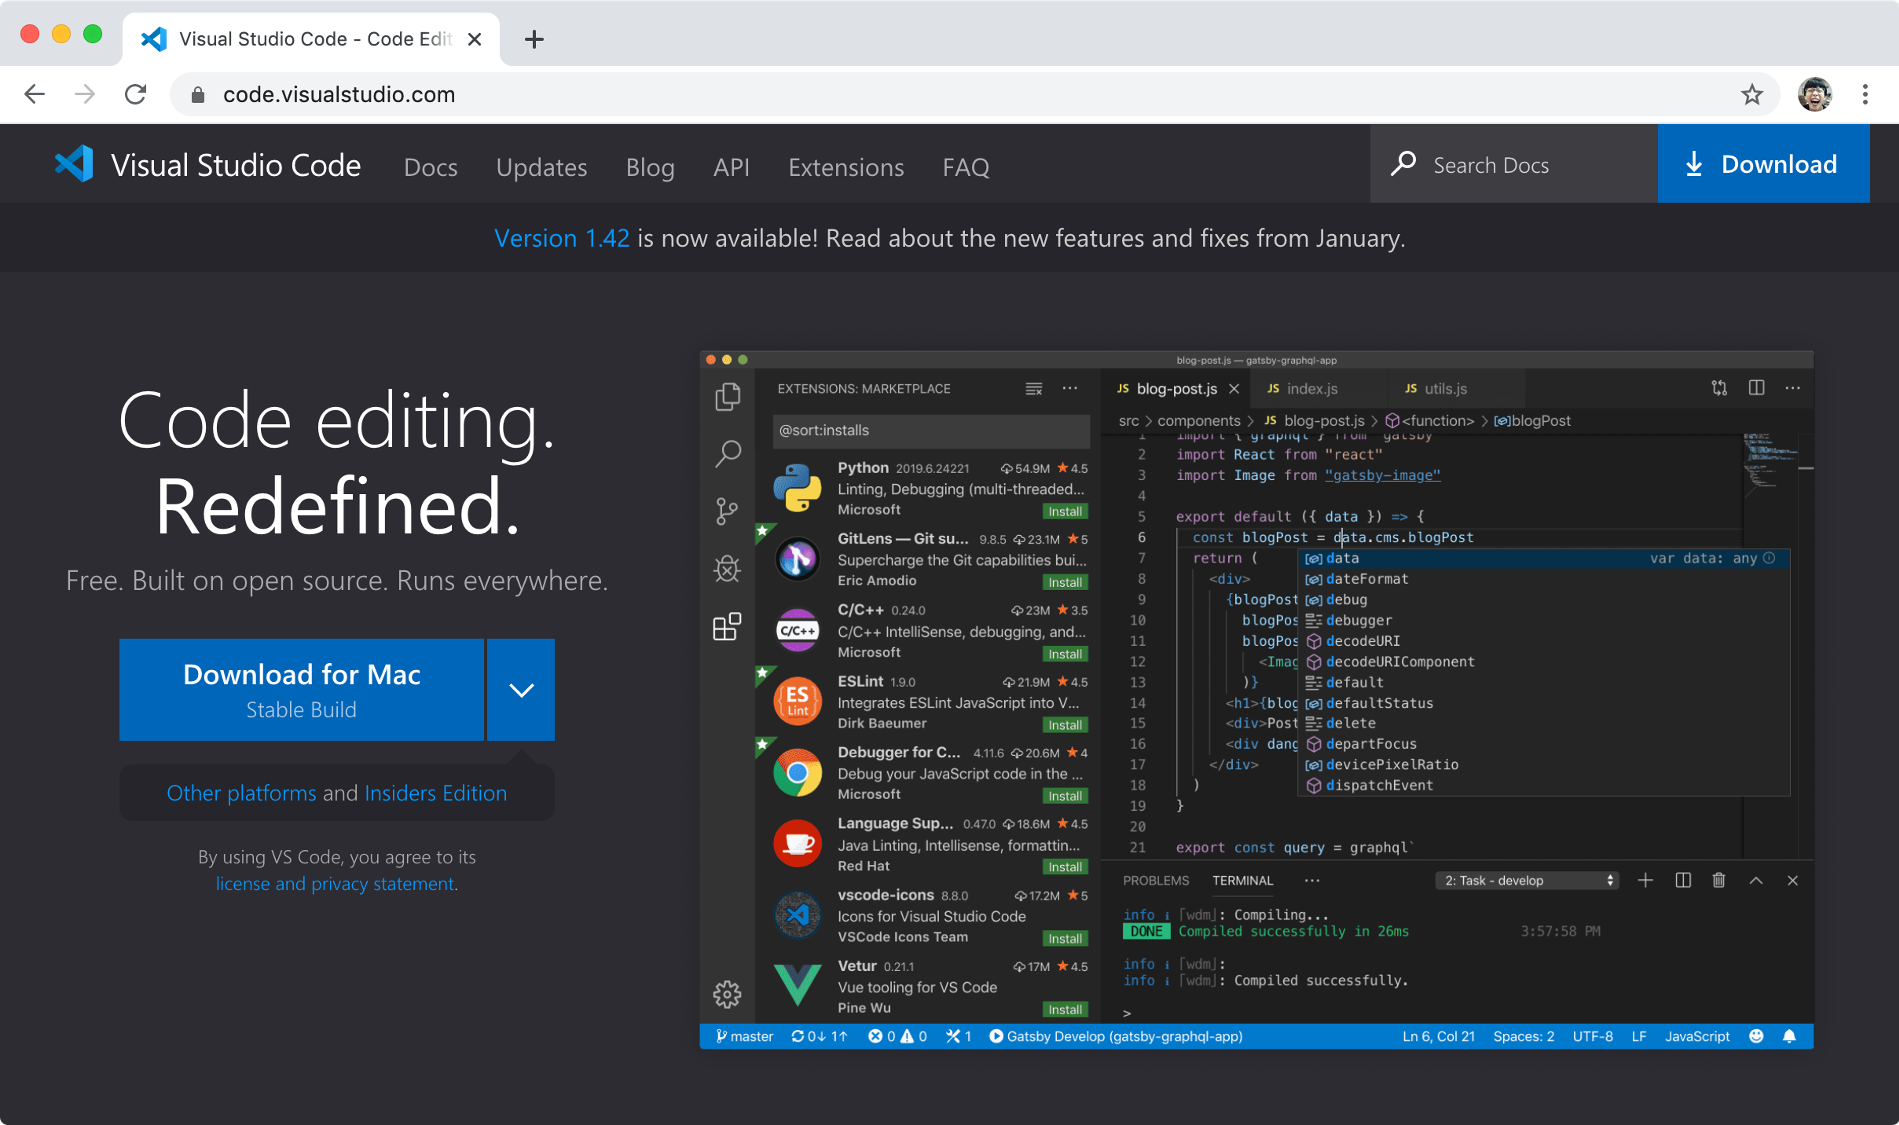 Visual Studio Code - Code Edit
code.visualstudio.com
Visual Studio Code
Docs
Updates
Blog
API
Extensions
FAQ
Search Docs
Download
Version 1.42 is now available! Read about the new features and fixes from January.
Code editing.
Redefined.
Free. Built on open source. Runs everywhere.
Download for Mac
Stable Build
Other platforms and Insiders Edition
By using VS Code, you agree to its
license and privacy statement.
blog-post.js — gatsby-graphql-app
EXTENSIONS: MARKETPLACE
@sort:installs
Python 2019.6.24221 54.9M ★ 4.5
Linting, Debugging (multi-threaded...
Microsoft
Install
GitLens — Git su... 9.8.5 23.1M ★ 5
Supercharge the Git capabilities bui...
Eric Amodio
Install
C/C++
C/C++ 0.24.0 23M ★ 3.5
C/C++ IntelliSense, debugging, and...
Microsoft
Install
ES
Lint
ESLint 1.9.0 21.9M ★ 4.5
Integrates ESLint JavaScript into V...
Dirk Baeumer
Install
Debugger for C... 4.11.6 20.6M ★ 4
Debug your JavaScript code in the ...
Microsoft
Install
Language Sup... 0.47.0 18.6M ★ 4.5
Java Linting, Intellisense, formattin...
Red Hat
Install
vscode-icons 8.8.0 17.2M ★ 5
Icons for Visual Studio Code
VSCode Icons Team
Install
Vetur 0.21.1 17M ★ 4.5
Vue tooling for VS Code
Pine Wu
Install
JS blog-post.js
JS index.js
JS utils.js
src > components > JS blog-post.js > <function> > blogPost
1 import { graphql } from "gatsby"
2 import React from "react"
3 import Image from "gatsby-image"
4
5 export default ({ data }) => {
6 const blogPost = data.cms.blogPost
7 return (
8 <div>
9 {blogPost
10 blogPos
11 blogPos
12 <Imag
13 )}
14 <h1>{blog
15 <div>Post
16 <div dang
17 </div>
18 )
19 }
20
21 export const query = graphql`
data var data: any
dateFormat
debug
debugger
decodeURI
decodeURIComponent
default
defaultStatus
delete
departFocus
devicePixelRatio
dispatchEvent
PROBLEMS
TERMINAL
2: Task - develop
info i [wdm]: Compiling...
DONE Compiled successfully in 26ms 3:57:58 PM
info i [wdm]:
info i [wdm]: Compiled successfully.
>
master 0↓ 1↑ 0 0 1 Gatsby Develop (gatsby-graphql-app) Ln 6, Col 21 Spaces: 2 UTF-8 LF JavaScript